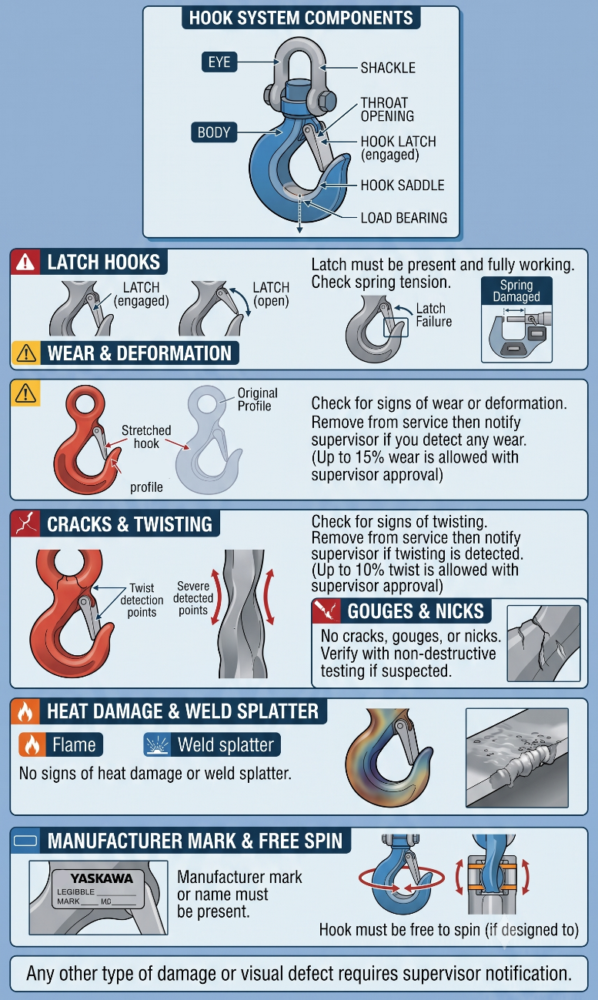 HOOK SYSTEM COMPONENTS
EYE
SHACKLE
THROAT
OPENING
BODY
HOOK LATCH
(engaged)
HOOK SADDLE
LOAD BEARING
LATCH HOOKS
LATCH
(engaged)
LATCH
(open)
Latch must be present and fully working.
Check spring tension.
Latch
Failure
Spring
Damaged
WEAR & DEFORMATION
Stretched
hook
profile
Original
Profile
Check for signs of wear or deformation.
Remove from service then notify
supervisor if you detect any wear.
(Up to 15% wear is allowed with
supervisor approval)
CRACKS & TWISTING
Twist
detection
points
Severe
detected
points
Check for signs of twisting.
Remove from service then notify
supervisor if twisting is detected.
(Up to 10% twist is allowed with
supervisor approval)
GOUGES & NICKS
No cracks, gouges, or nicks.
Verify with non-destructive
testing if suspected.
HEAT DAMAGE & WELD SPLATTER
Flame
Weld splatter
No signs of heat damage or weld splatter.
MANUFACTURER MARK & FREE SPIN
YASKAWA
LEGIBBLE
MARK
Manufacturer mark
or name must
be present.
Hook must be free to spin (if designed to)
Any other type of damage or visual defect requires supervisor notification.